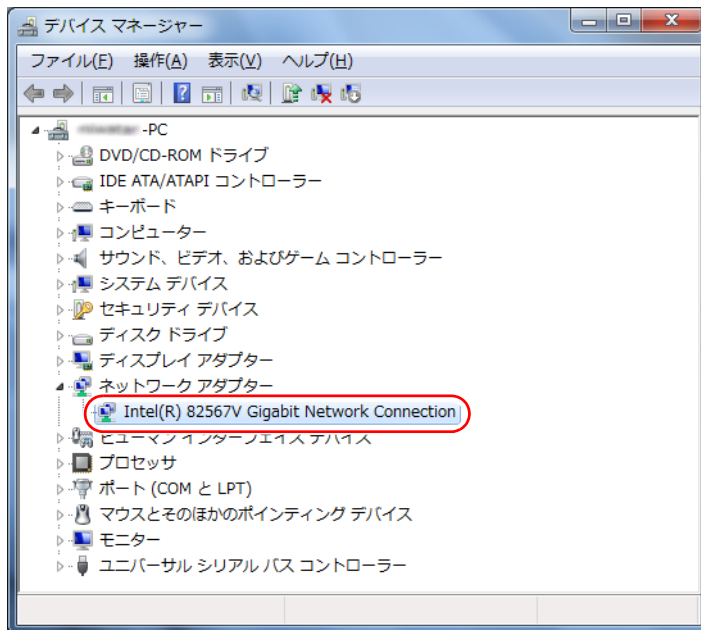 デバイス マネージャー
ファイル(F) 操作(A) 表示(V) ヘルプ(H)
-PC
DVD/CD-ROM ドライブ
IDE ATA/ATAPI コントローラー
キーボード
コンピューター
サウンド、ビデオ、およびゲーム コントローラー
システム デバイス
セキュリティ デバイス
ディスク ドライブ
ディスプレイ アダプター
ネットワーク アダプター
Intel(R) 82567V Gigabit Network Connection
ヒューマン インターフェイス デバイス
プロセッサ
ポート (COM と LPT)
マウスとそのほかのポインティング デバイス
モニター
ユニバーサル シリアル バス コントローラー